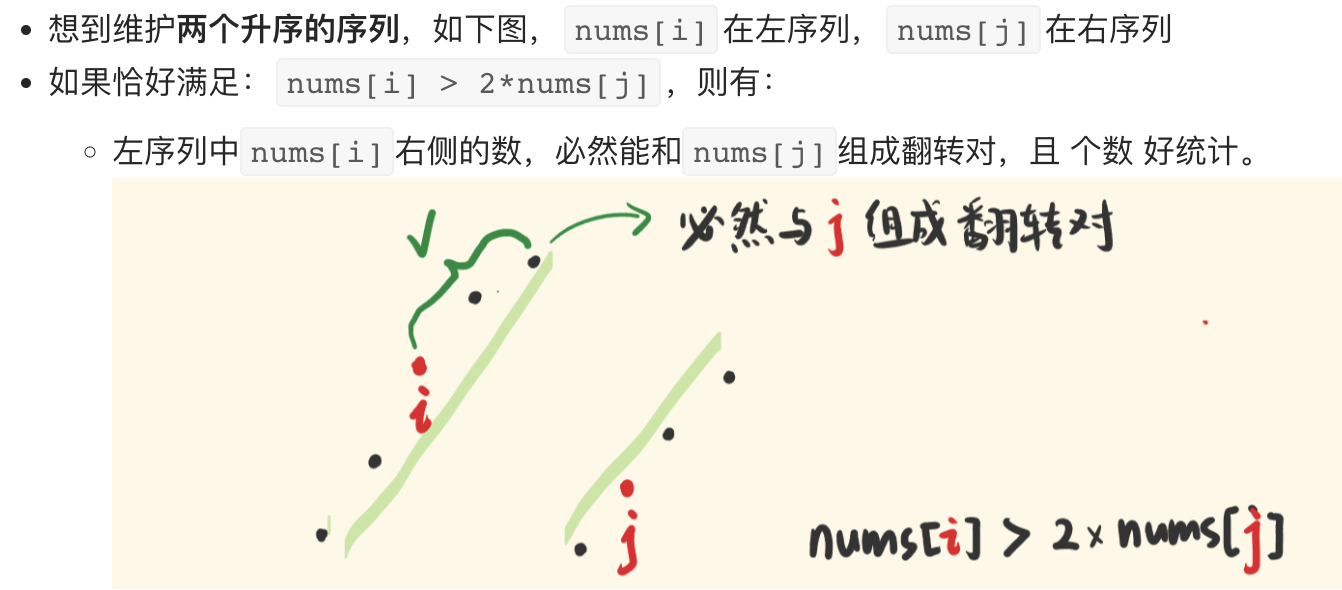 想到维护两个升序的序列，如下图， nums[i] 在左序列， nums[j] 在右序列
如果恰好满足： nums[i] > 2*nums[j] ，则有：
左序列中 nums[i] 右侧的数，必然能和 nums[j] 组成翻转对，且 个数 好统计。
必然与 j 组成翻转对
i
j
nums[i] > 2 × nums[j]